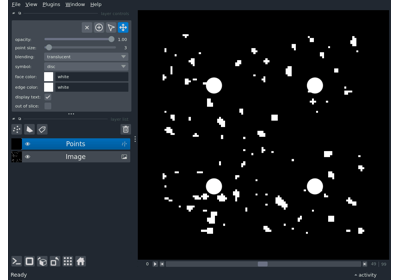 File View Plugins Window Help
opacity: 1.00
point size: 3
blending: translucent
symbol: disc
face color: white
edge color: white
display text:
out of slice:
Points
Image
0
Ready
activity